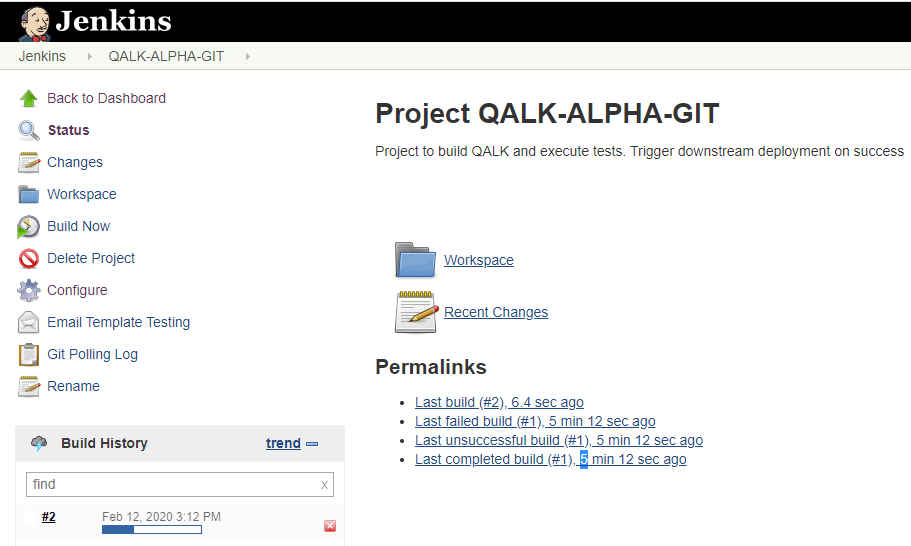 Jenkins
Jenkins QALK-ALPHA-GIT
Back to Dashboard
Status
Changes
Workspace
Build Now
Delete Project
Configure
Email Template Testing
Git Polling Log
Rename
Build History trend
find x
#2 Feb 12, 2020 3:12 PM
Project QALK-ALPHA-GIT
Project to build QALK and execute tests. Trigger downstream deployment on success
Workspace
Recent Changes
Permalinks
Last build (#2), 6.4 sec ago
Last failed build (#1), 5 min 12 sec ago
Last unsuccessful build (#1), 5 min 12 sec ago
Last completed build (#1), 5 min 12 sec ago